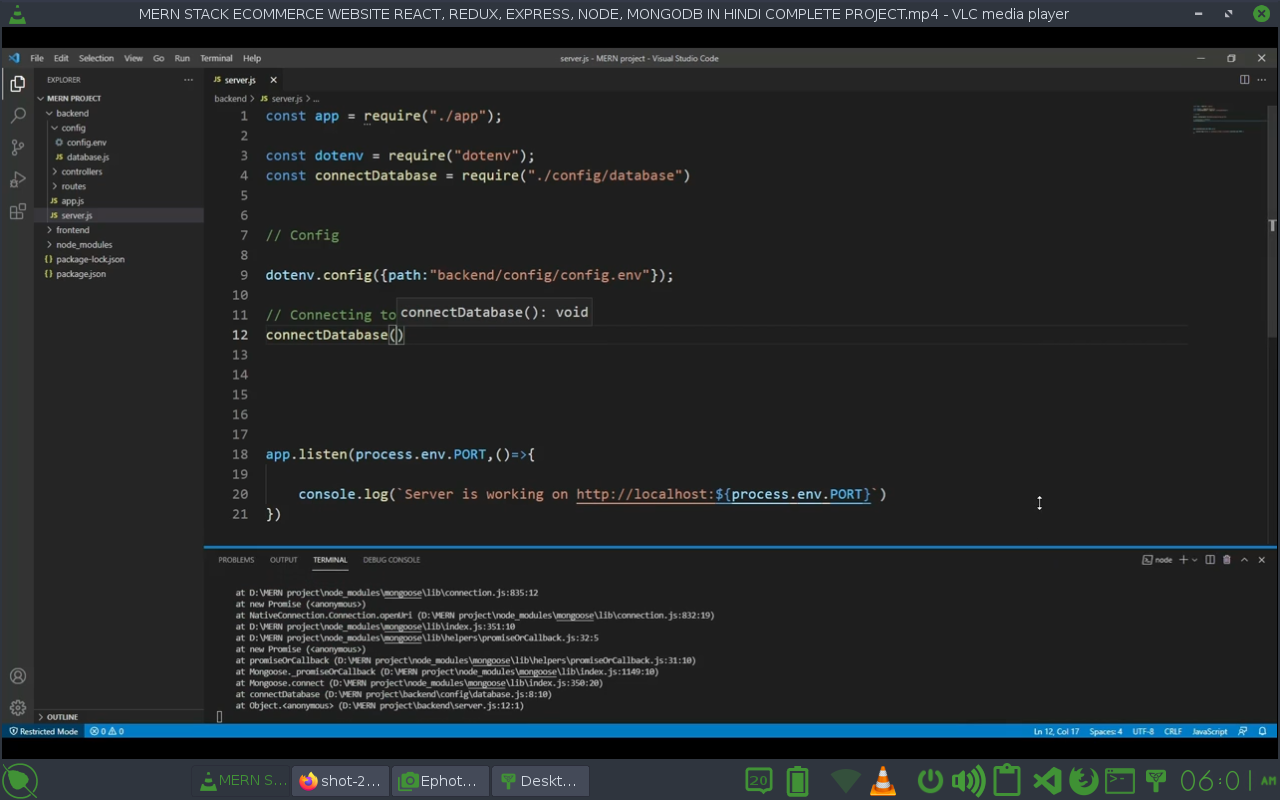 MERN STACK ECOMMERCE WEBSITE REACT, REDUX, EXPRESS, NODE, MONGODB IN HINDI COMPLETE PROJECT.mp4 - VLC media player
File Edit Selection View Go Run Terminal Help
server.js - MERN project - Visual Studio Code
EXPLORER
MERN PROJECT
backend
config
config.env
JS database.js
controllers
routes
JS app.js
JS server.js
frontend
node_modules
{} package-lock.json
{} package.json
OUTLINE
JS server.js
backend > JS server.js > ...
1 const app = require("./app");
2
3 const dotenv = require("dotenv");
4 const connectDatabase = require("./config/database")
5
6
7 // Config
8
9 dotenv.config({path:"backend/config/config.env"});
10
11 // Connecting to
connectDatabase(): void
12 connectDatabase()
13
14
15
16
17
18 app.listen(process.env.PORT,()=>{
19
20 console.log(`Server is working on http://localhost:${process.env.PORT}`)
21 })
PROBLEMS OUTPUT TERMINAL DEBUG CONSOLE
node
at D:\MERN project\node_modules\mongoose\lib\connection.js:835:12
at new Promise (<anonymous>)
at NativeConnection.Connection.openUri (D:\MERN project\node_modules\mongoose\lib\connection.js:832:19)
at D:\MERN project\node_modules\mongoose\lib\index.js:351:10
at D:\MERN project\node_modules\mongoose\lib\helpers\promiseOrCallback.js:32:5
at new Promise (<anonymous>)
at promiseOrCallback (D:\MERN project\node_modules\mongoose\lib\helpers\promiseOrCallback.js:31:10)
at Mongoose._promiseOrCallback (D:\MERN project\node_modules\mongoose\lib\index.js:1149:10)
at Mongoose.connect (D:\MERN project\node_modules\mongoose\lib\index.js:350:20)
at connectDatabase (D:\MERN project\backend\config\database.js:8:10)
at Object.<anonymous> (D:\MERN project\backend\server.js:12:1)
Restricted Mode 0 0
Ln 12, Col 17 Spaces: 4 UTF-8 CRLF JavaScript
MERN S... shot-2... Ephot... Deskt...
20
06:01 AM